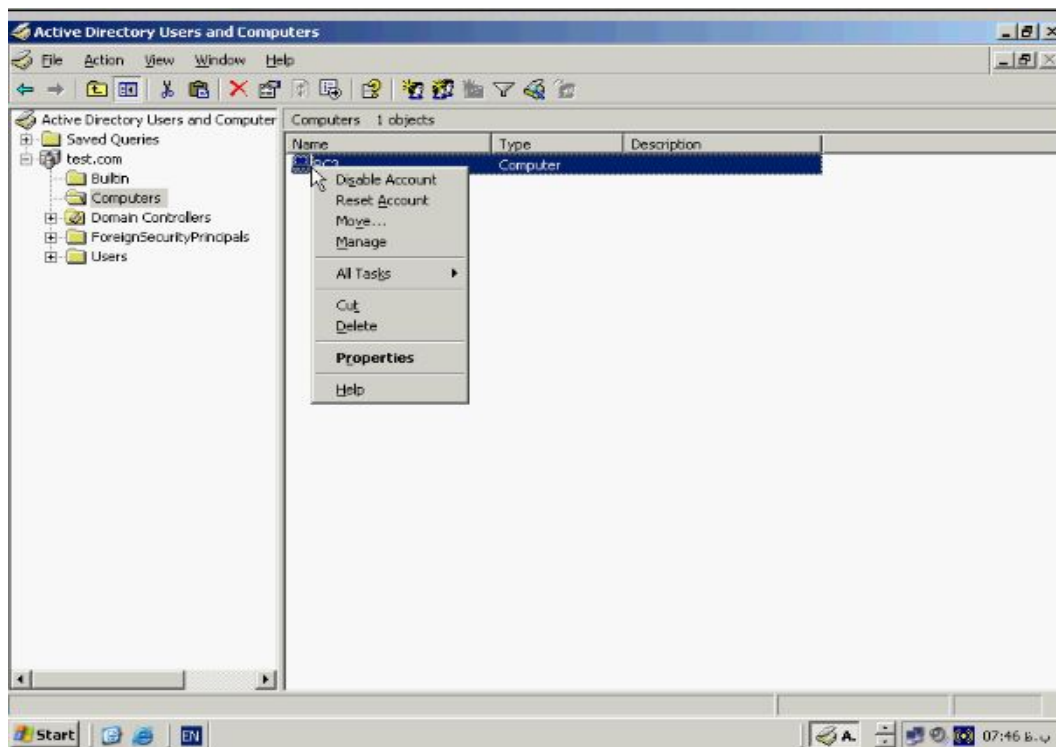 Active Directory Users and Computers
File Action View Window Help
Active Directory Users and Computer
Saved Queries
test.com
Builtin
Computers
Domain Controllers
ForeignSecurityPrincipals
Users
Computers 1 objects
Name Type Description
Computer
Disable Account
Reset Account
Move...
Manage
All Tasks
Cut
Delete
Properties
Help
Start EN A. 07:46 ب.ظ